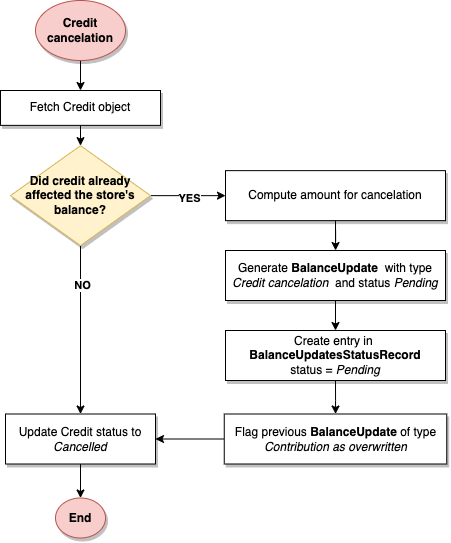 Credit
cancelation
Fetch Credit object
Did credit already
affected the store's
balance?
YES
Compute amount for cancelation
Generate BalanceUpdate with type
Credit cancelation and status Pending
NO
Create entry in
BalanceUpdatesStatusRecord
status = Pending
Update Credit status to
Cancelled
Flag previous BalanceUpdate of type
Contribution as overwritten
End